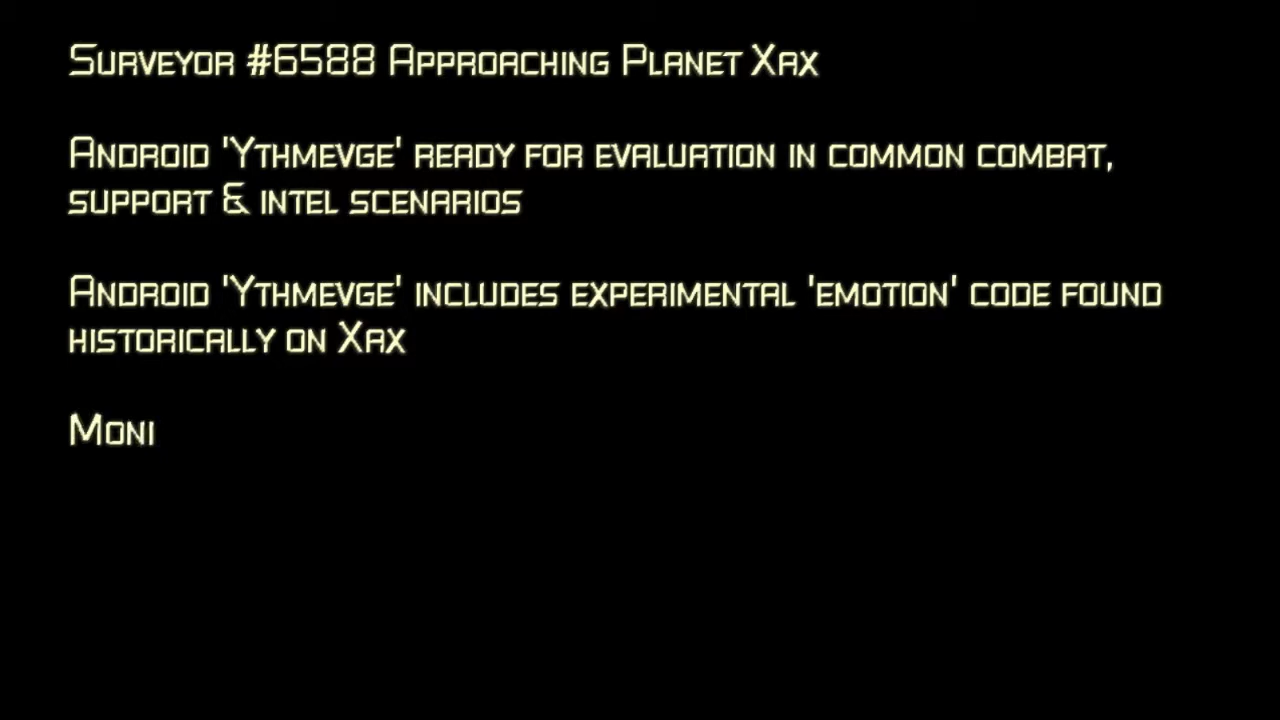 Surveyor #6588 Approaching Planet Xax
Android 'Ythmevge' ready for evaluation in common combat,
support & intel scenarios
Android 'Ythmevge' includes experimental 'emotion' code found
historically on Xax
Moni